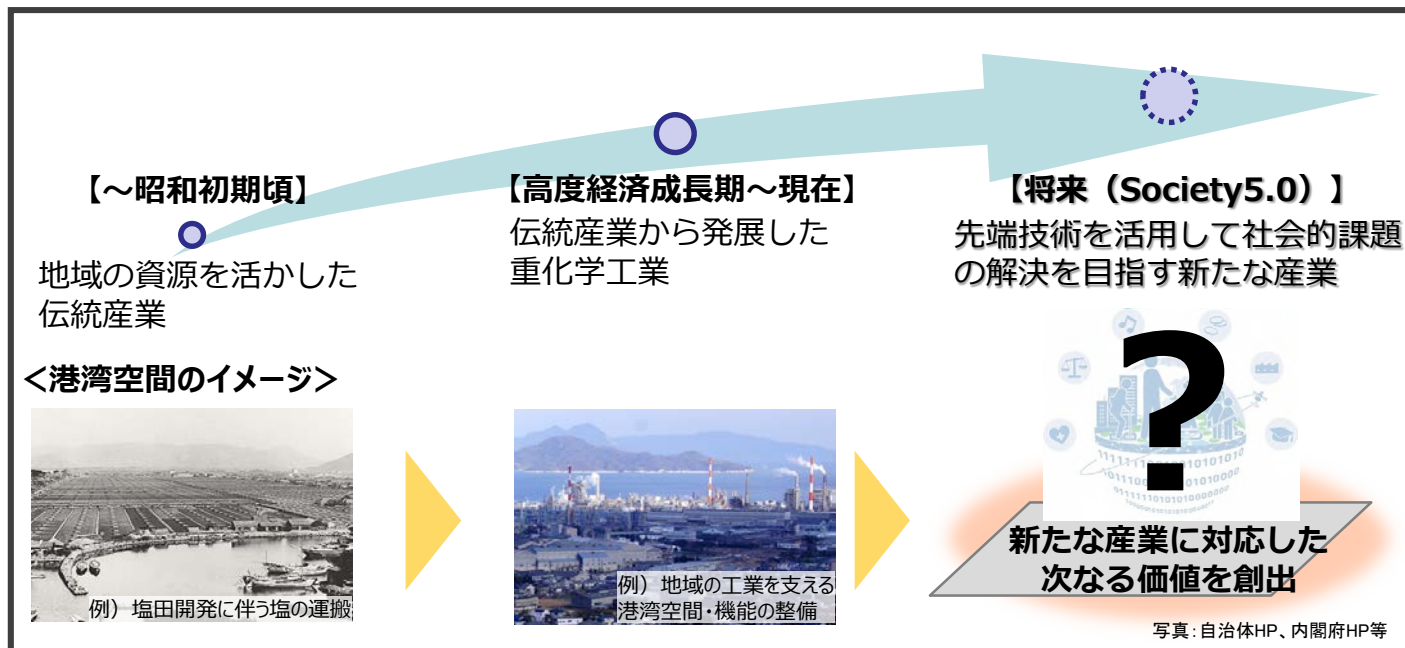 【～昭和初期頃】
地域の資源を活かした
伝統産業
【高度経済成長期～現在】
伝統産業から発展した
重化学工業
【将来（Society5.0）】
先端技術を活用して社会的課題
の解決を目指す新たな産業
＜港湾空間のイメージ＞
例）塩田開発に伴う塩の運搬
例）地域の工業を支える
港湾空間・機能の整備
?
新たな産業に対応した
次なる価値を創出
写真：自治体HP、内閣府HP等